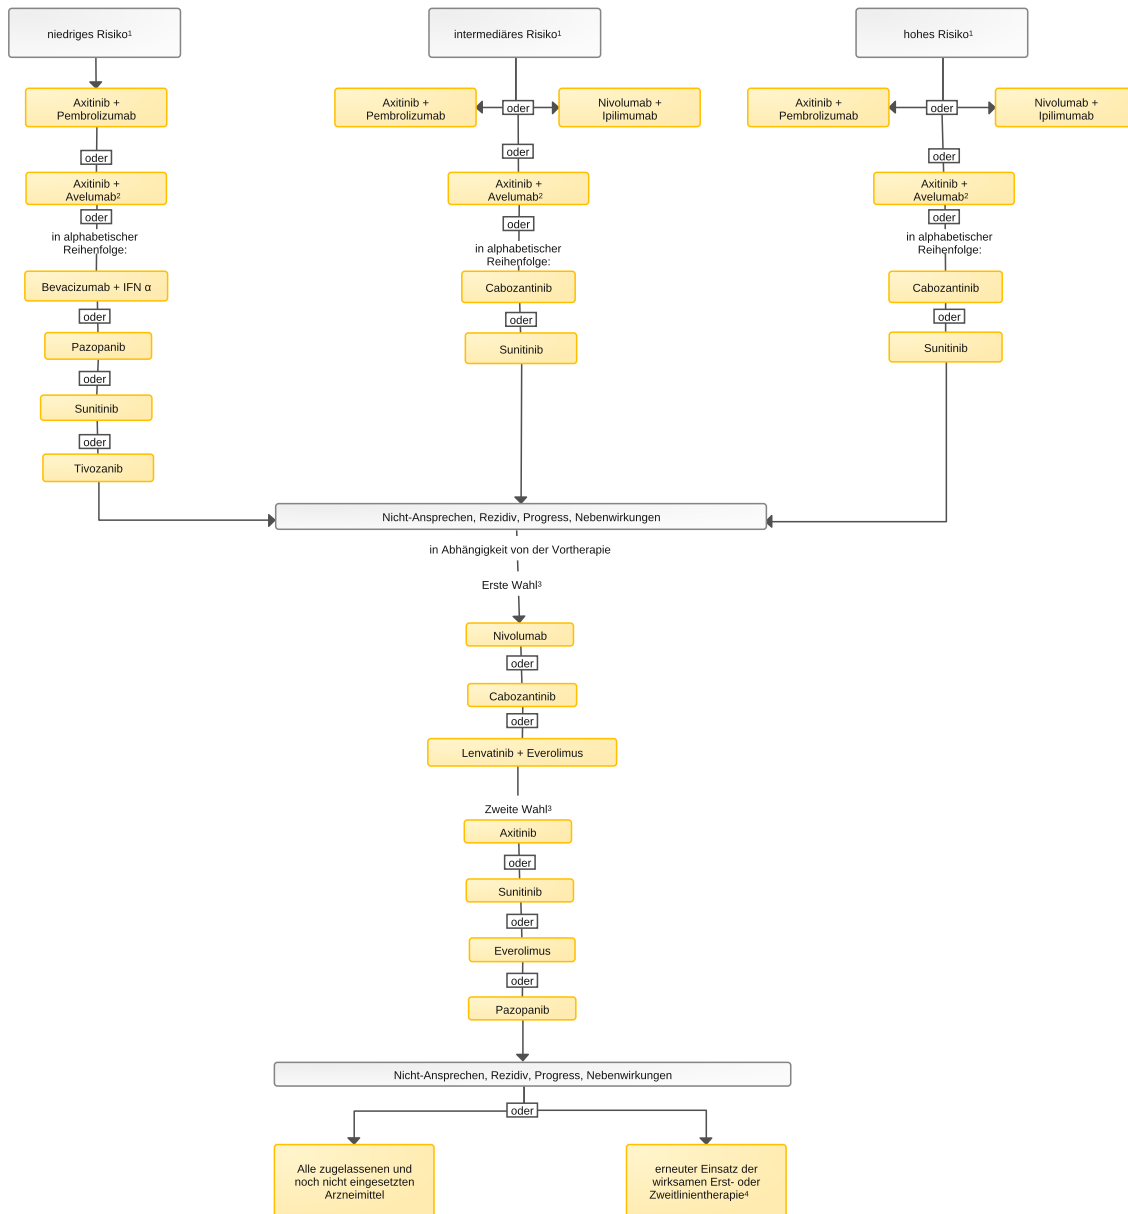 niedriges Risiko¹
Axitinib +
Pembrolizumab
oder
Axitinib +
Avelumab²
oder
in alphabetischer
Reihenfolge:
Bevacizumab + IFN α
oder
Pazopanib
oder
Sunitinib
oder
Tivozanib
intermediäres Risiko¹
Axitinib +
Pembrolizumab
oder
Nivolumab +
Ipilimumab
oder
Axitinib +
Avelumab²
oder
in alphabetischer
Reihenfolge:
Cabozantinib
oder
Sunitinib
hohes Risiko¹
Axitinib +
Pembrolizumab
oder
Nivolumab +
Ipilimumab
oder
Axitinib +
Avelumab²
oder
in alphabetischer
Reihenfolge:
Cabozantinib
oder
Sunitinib
Nicht-Ansprechen, Rezidiv, Progress, Nebenwirkungen
in Abhängigkeit von der Vortherapie
Erste Wahl³
Nivolumab
oder
Cabozantinib
oder
Lenvatinib + Everolimus
Zweite Wahl³
Axitinib
oder
Sunitinib
oder
Everolimus
oder
Pazopanib
Nicht-Ansprechen, Rezidiv, Progress, Nebenwirkungen
oder
Alle zugelassenen und
noch nicht eingesetzten
Arzneimittel
erneuter Einsatz der
wirksamen Erst- oder
Zweitlinientherapie⁴